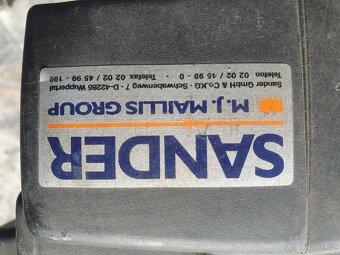 SANDER
M.J. MAILLIS GROUP
Sander GmbH & Co.KG · Schwabenweg 7 · D-42285 Wuppertal
Telefon 02 02 / 45 99 - 0 · Telefax 02 02 / 45 99 - 199